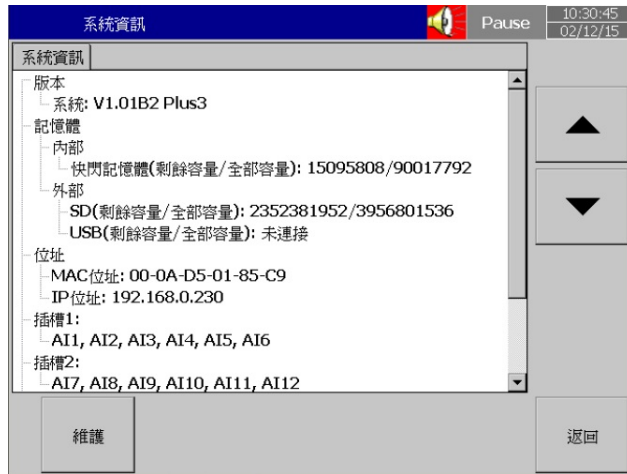 系統資訊
Pause
10:30:45
02/12/15
系統資訊
版本
系統: V1.01B2 Plus3
記憶體
內部
快閃記憶體(剩餘容量/全部容量): 15095808/90017792
外部
SD(剩餘容量/全部容量): 2352381952/3956801536
USB(剩餘容量/全部容量): 未連接
位址
MAC位址: 00-0A-D5-01-85-C9
IP位址: 192.168.0.230
插槽1:
AI1, AI2, AI3, AI4, AI5, AI6
插槽2:
AI7, AI8, AI9, AI10, AI11, AI12
維護
返回